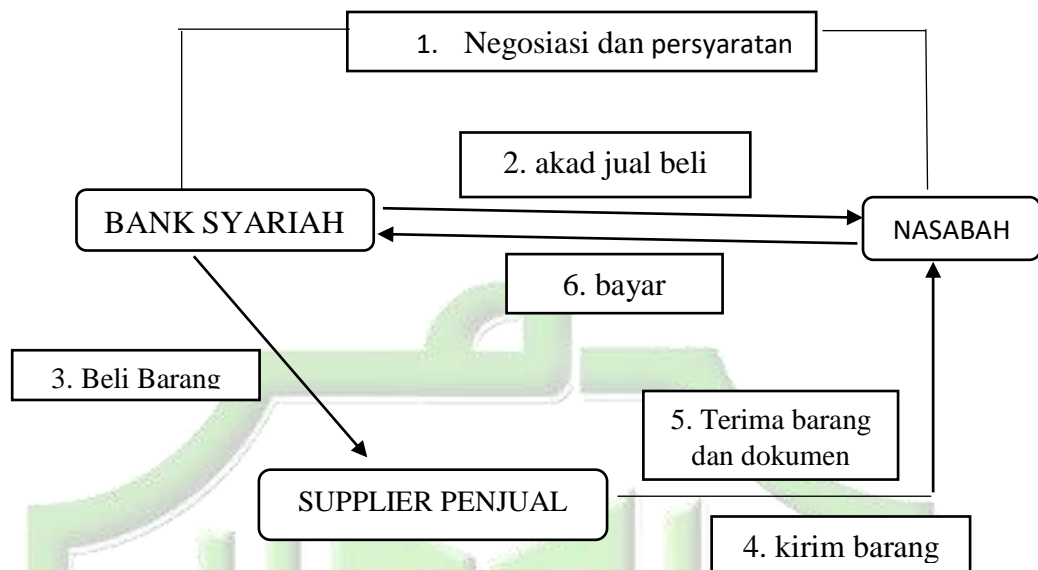 1. Negosiasi dan persyaratan
2. akad jual beli
BANK SYARIAH
NASABAH
6. bayar
3. Beli Barang
5. Terima barang
dan dokumen
SUPPLIER PENJUAL
4. kirim barang